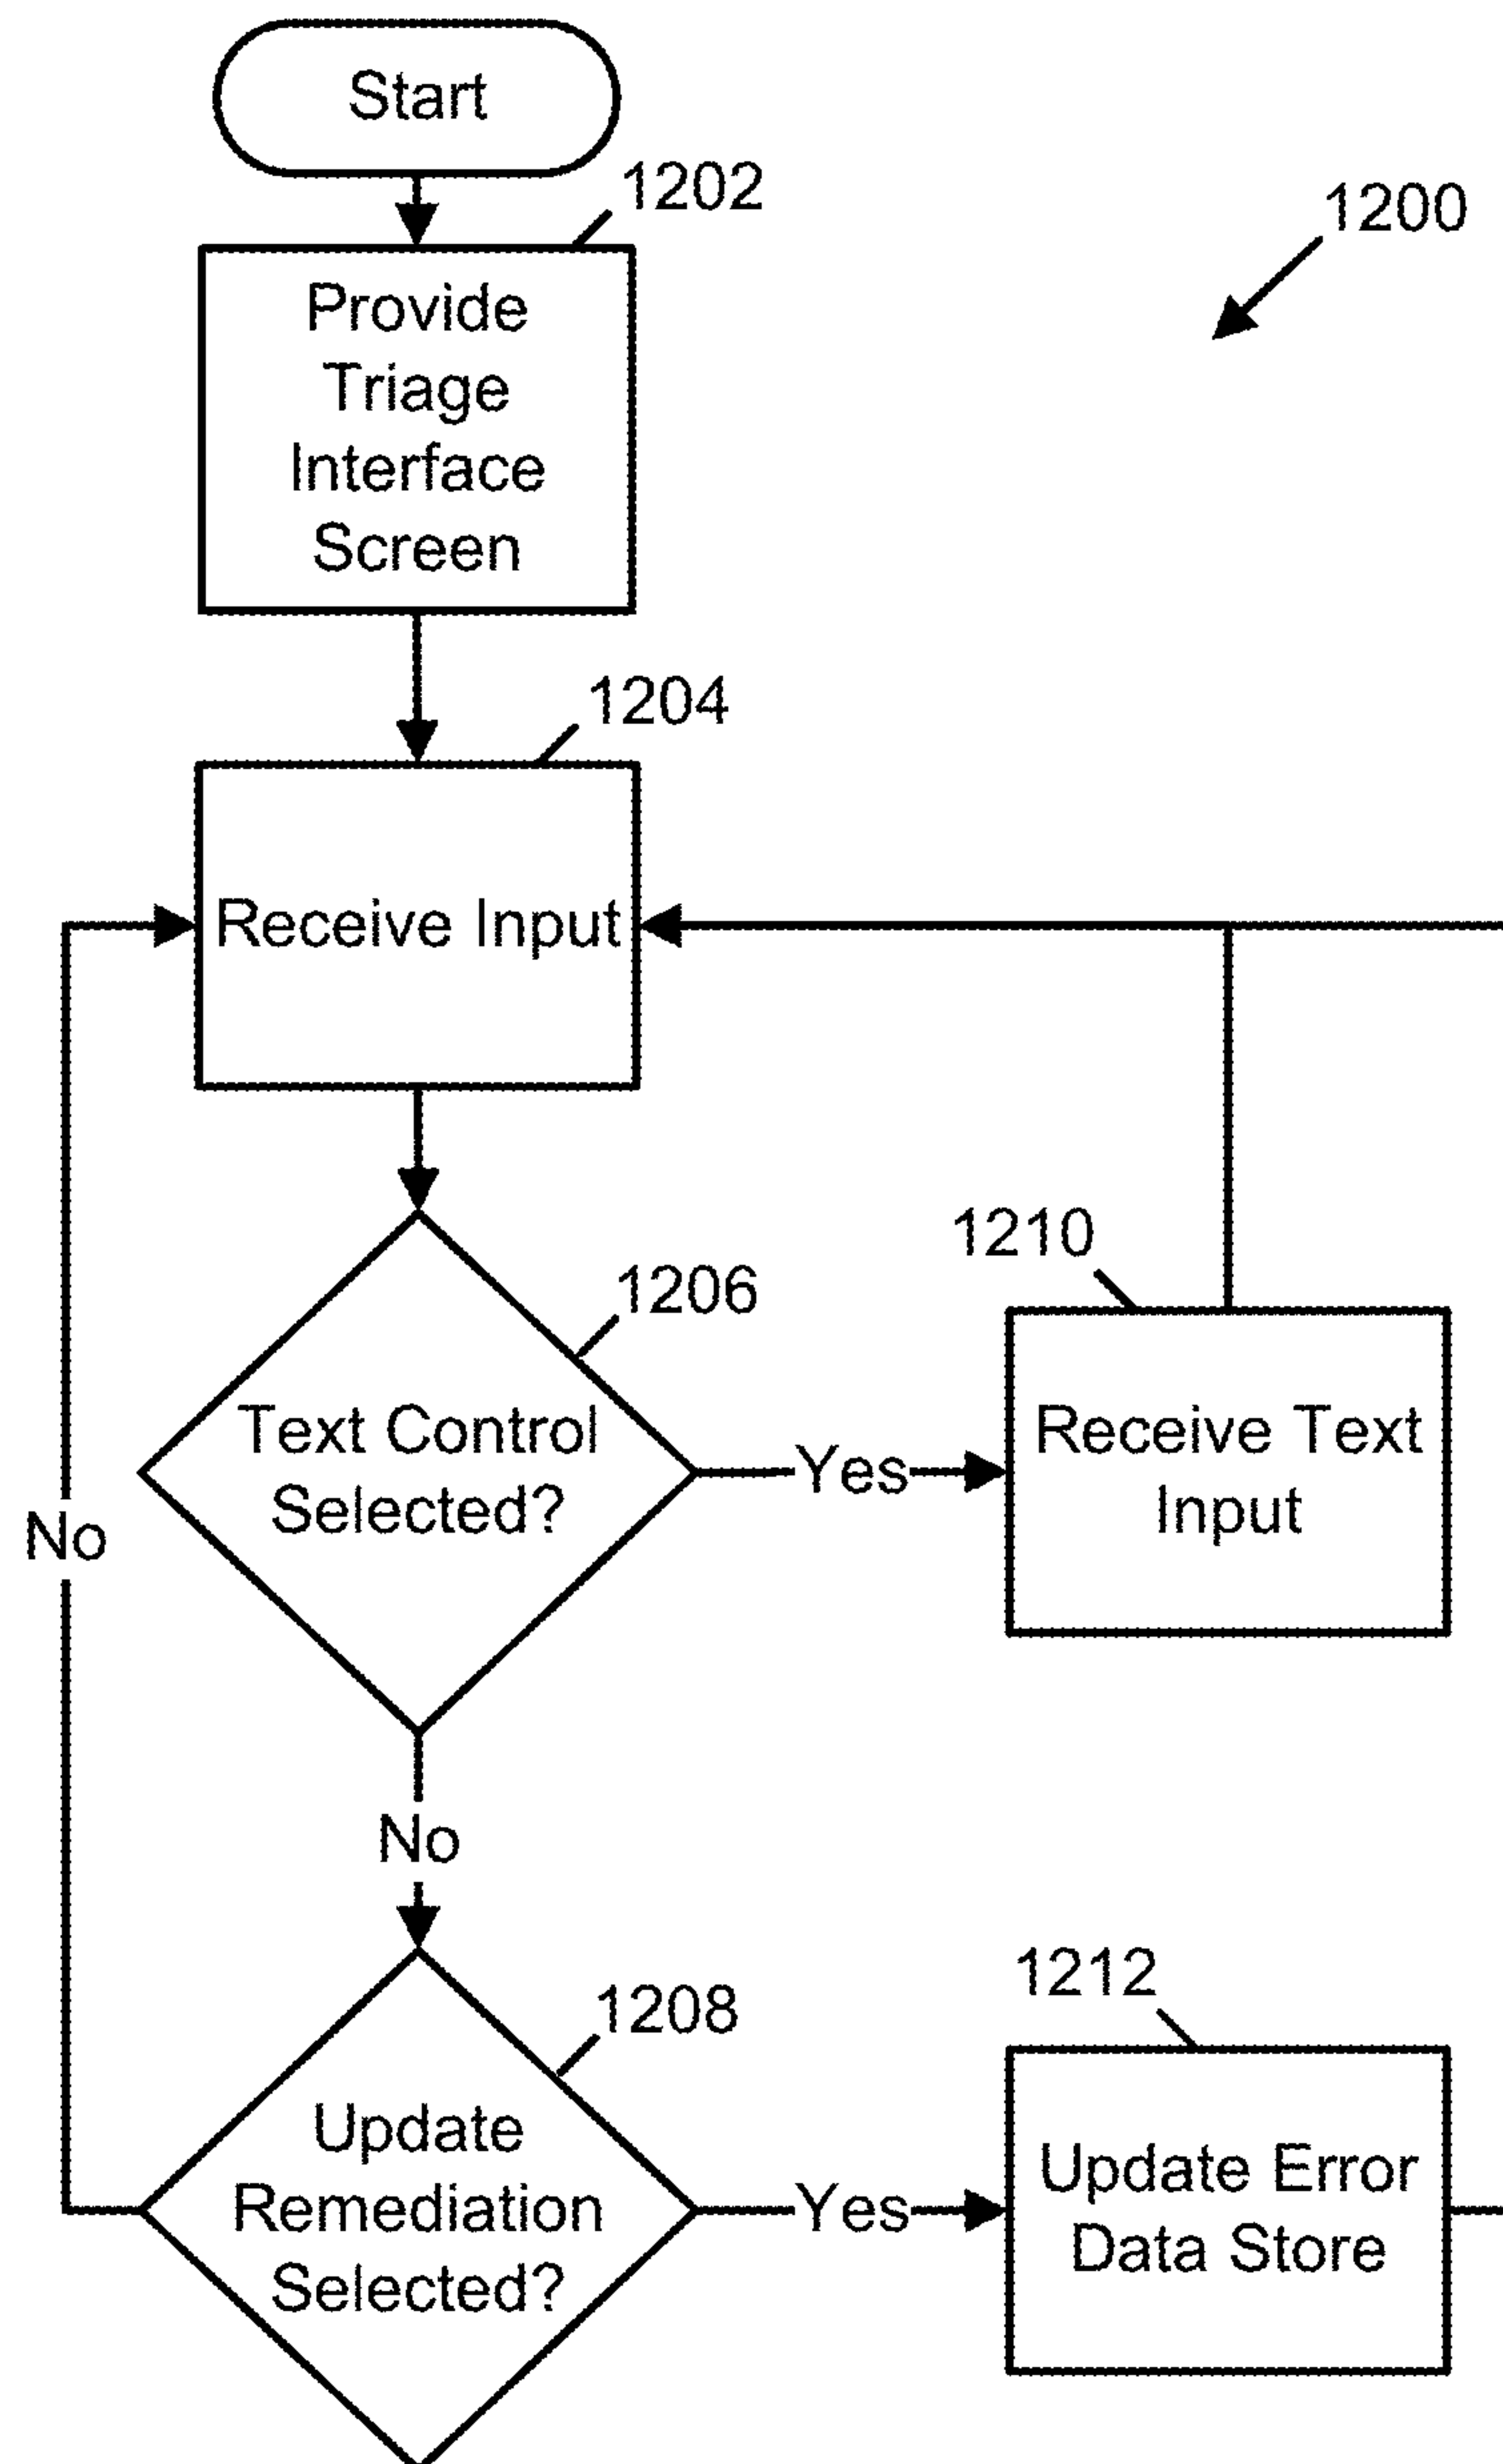 Start
1202
1200
Provide
Triage
Interface
Screen
1204
Receive Input
1206
Text Control
Selected?
Yes
1210
Receive Text
Input
No
No
1208
Update
Remediation
Selected?
Yes
1212
Update Error
Data Store